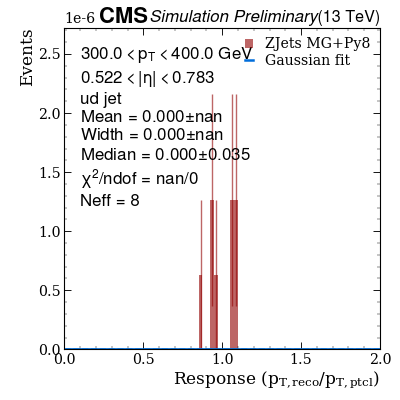 1e-6 CMS Simulation Preliminary (13 TeV)
Events
300.0 < p_T < 400.0 GeV
0.522 < |η| < 0.783
ud jet
Mean = 0.000±nan
Width = 0.000±nan
Median = 0.000±0.035
χ²/ndof = nan/0
Neff = 8
ZJets MG+Py8
Gaussian fit
2.5
2.0
1.5
1.0
0.5
0.0
0.0 0.5 1.0 1.5 2.0
Response (p_T,reco/p_T,ptcl)